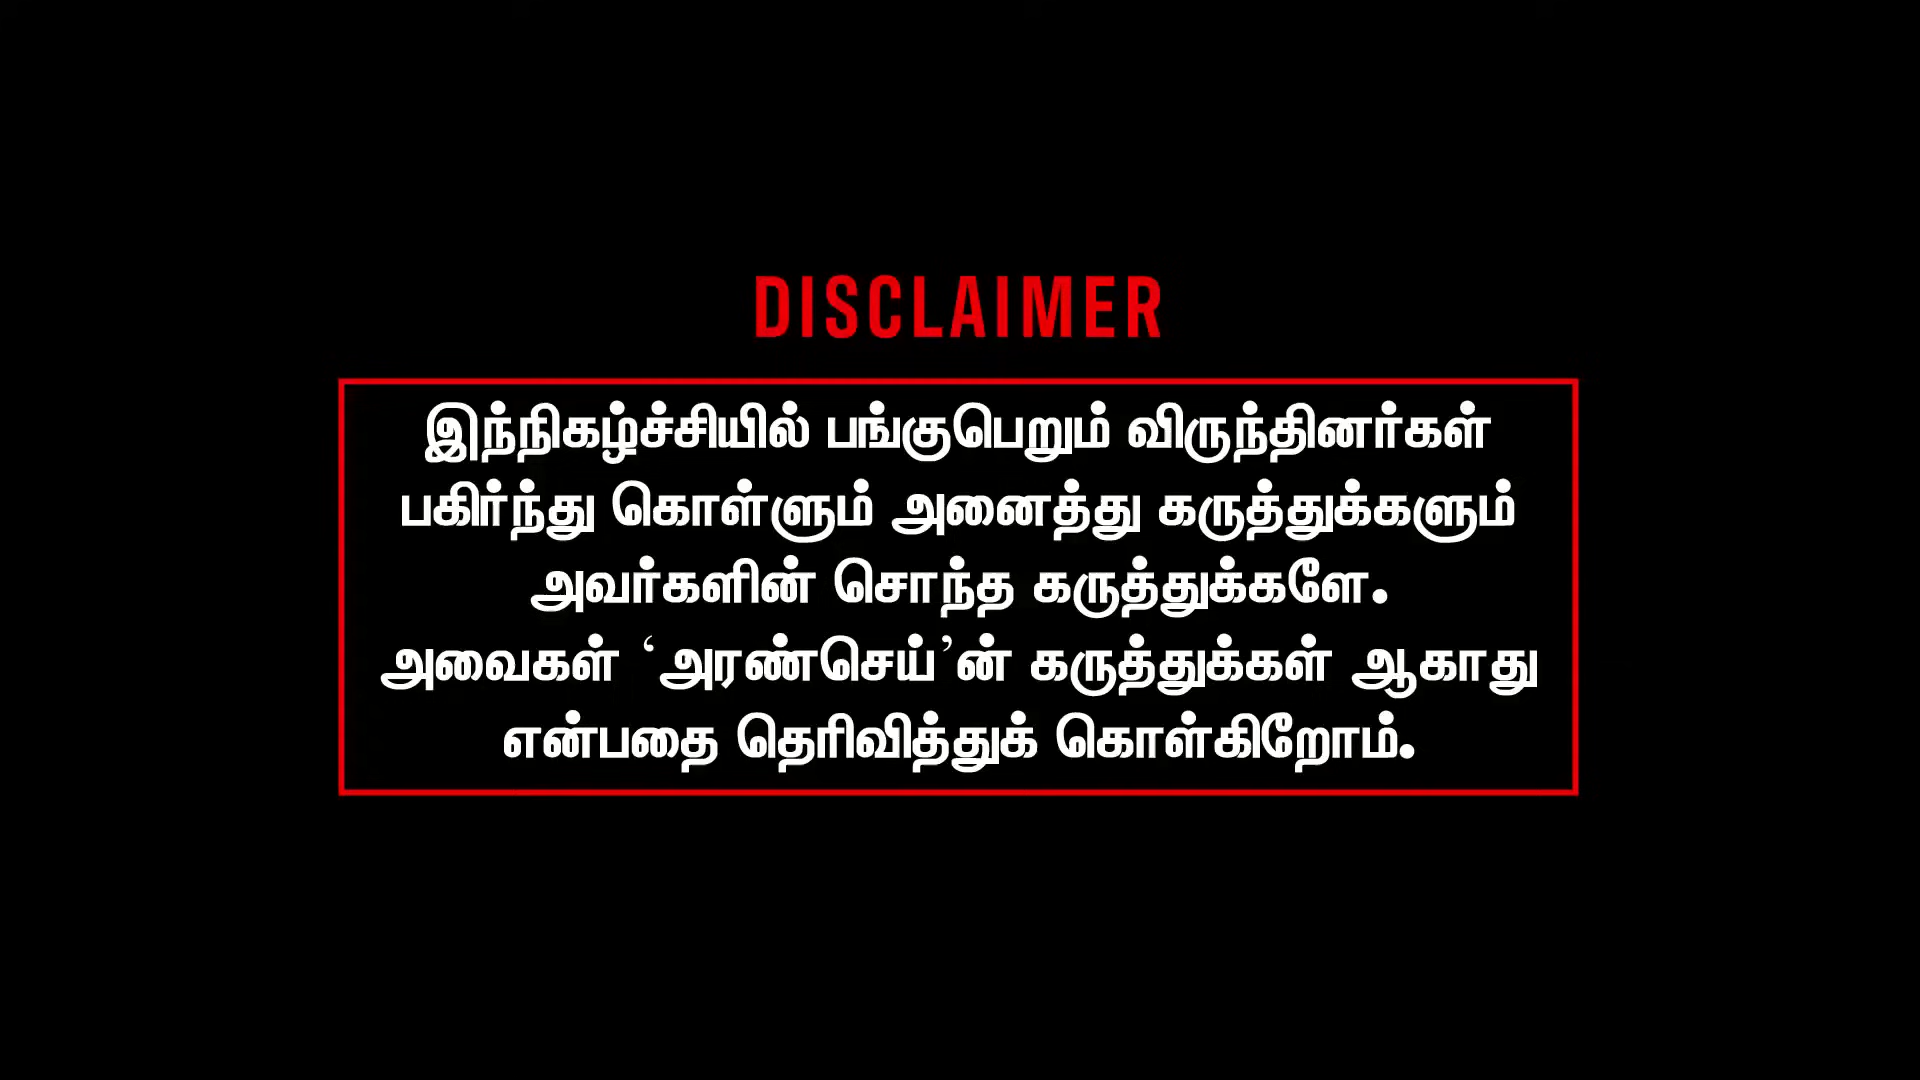 DISCLAIMER
இந்நிகழ்ச்சியில் பங்குபெறும் விருந்தினர்கள்
பகிர்ந்து கொள்ளும் அனைத்து கருத்துக்களும்
அவர்களின் சொந்த கருத்துக்களே.
அவைகள் ‘அரண்செய்’ன் கருத்துக்கள் ஆகாது
என்பதை தெரிவித்துக் கொள்கிறோம்.